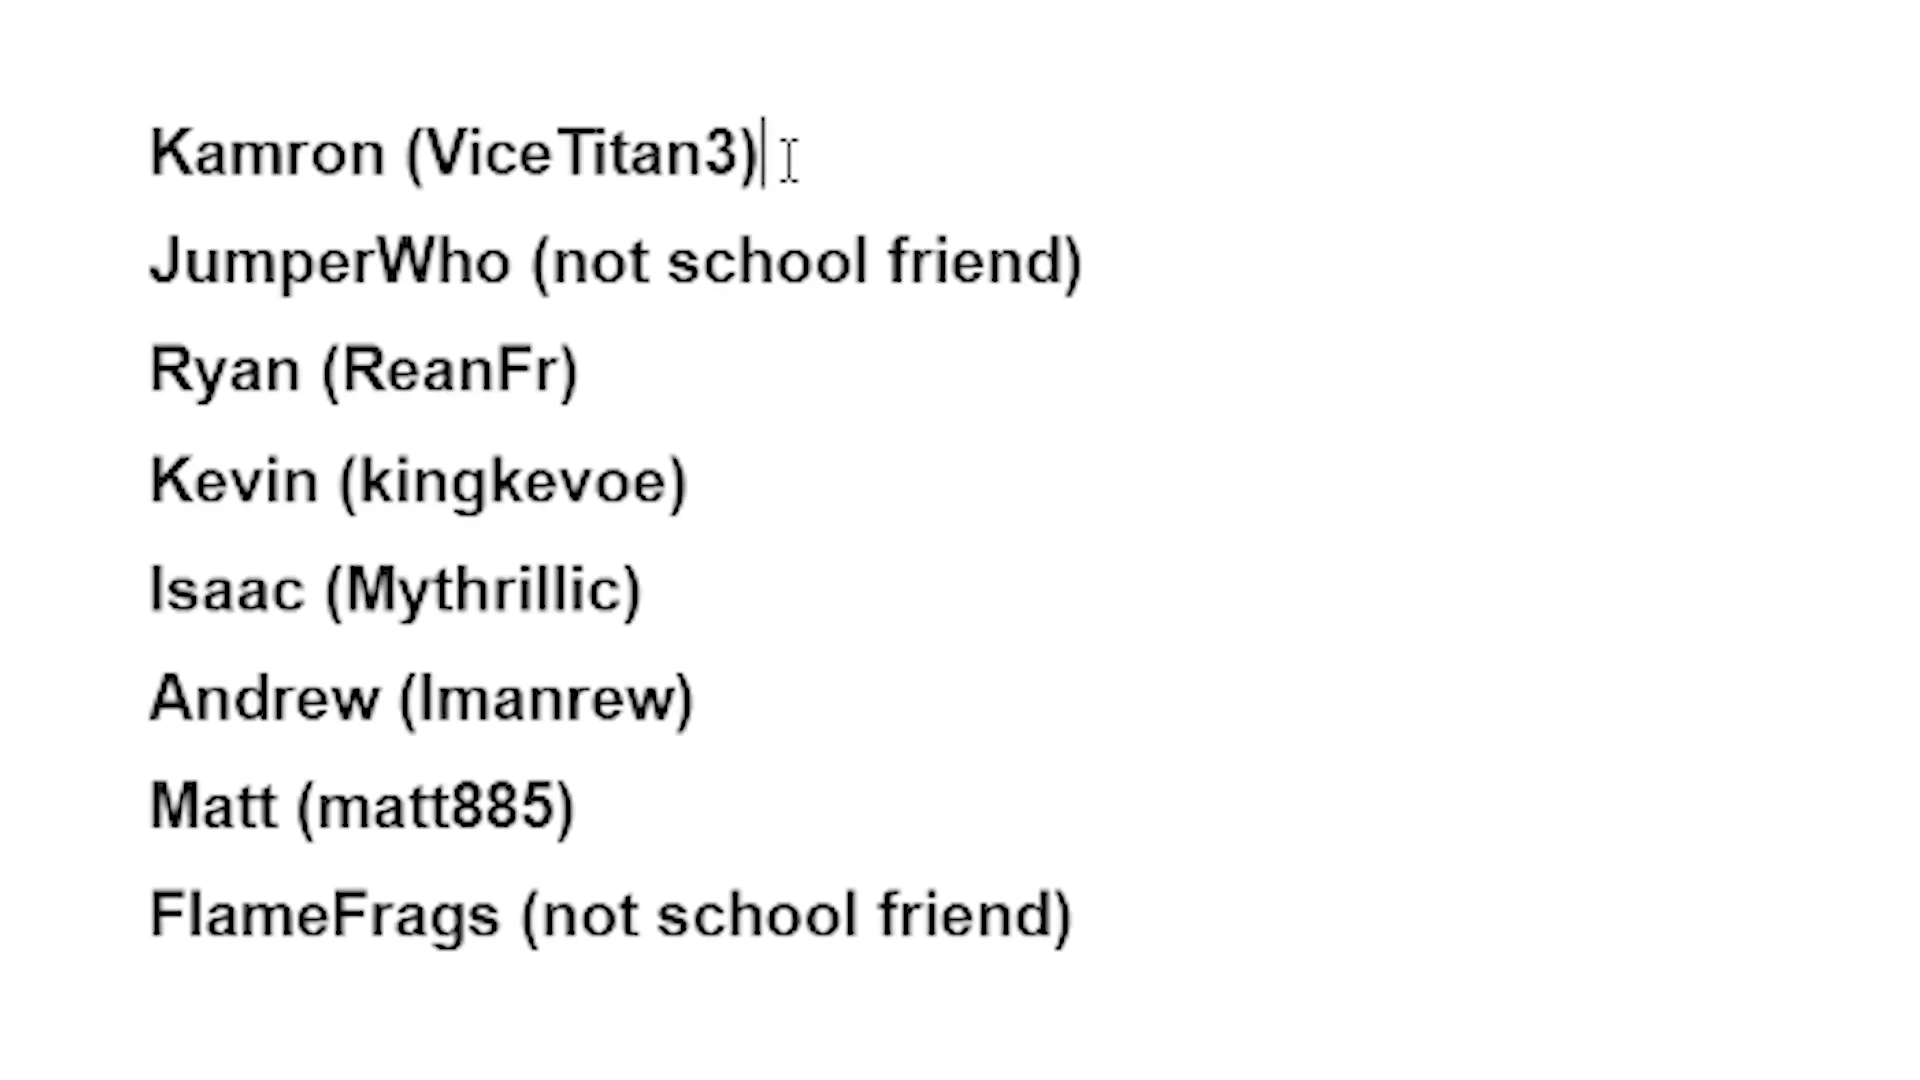 Kamron (ViceTitan3)
JumperWho (not school friend)
Ryan (ReanFr)
Kevin (kingkevoe)
Isaac (Mythrillic)
Andrew (Imanrew)
Matt (matt885)
FlameFrags (not school friend)